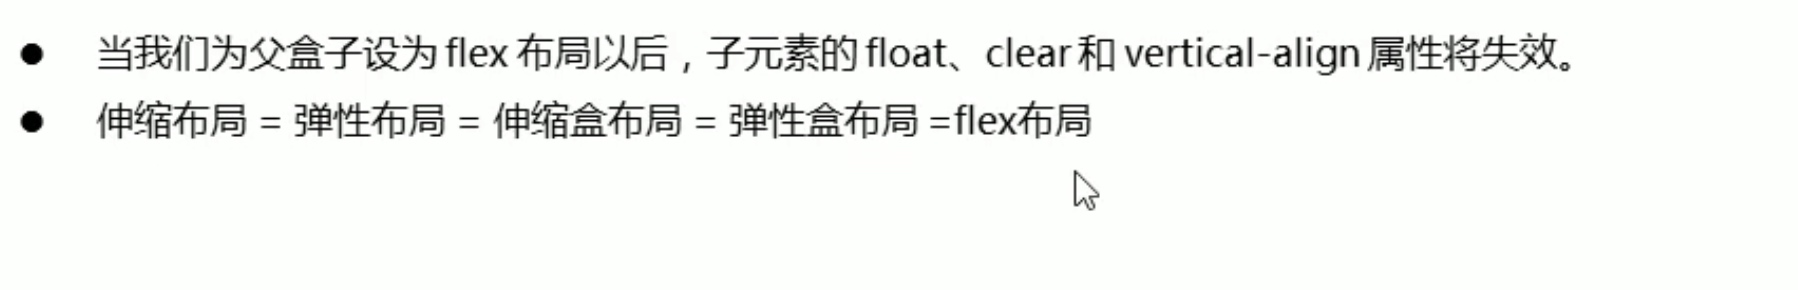 ● 当我们为父盒子设为 flex 布局以后，子元素的 float、clear 和 vertical-align 属性将失效。
● 伸缩布局 = 弹性布局 = 伸缩盒布局 = 弹性盒布局 =flex布局